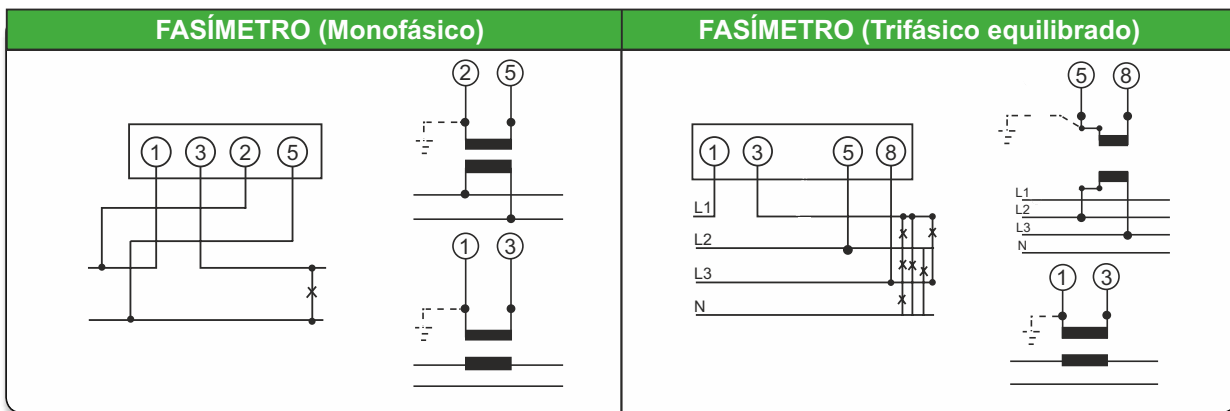 FASÍMETRO (Monofásico)
FASÍMETRO (Trifásico equilibrado)
2 5
1 3 2 5
1 3
5 8
1 3 5 8
L1
L2
L3
N
L1
L2
L3
N
1 3